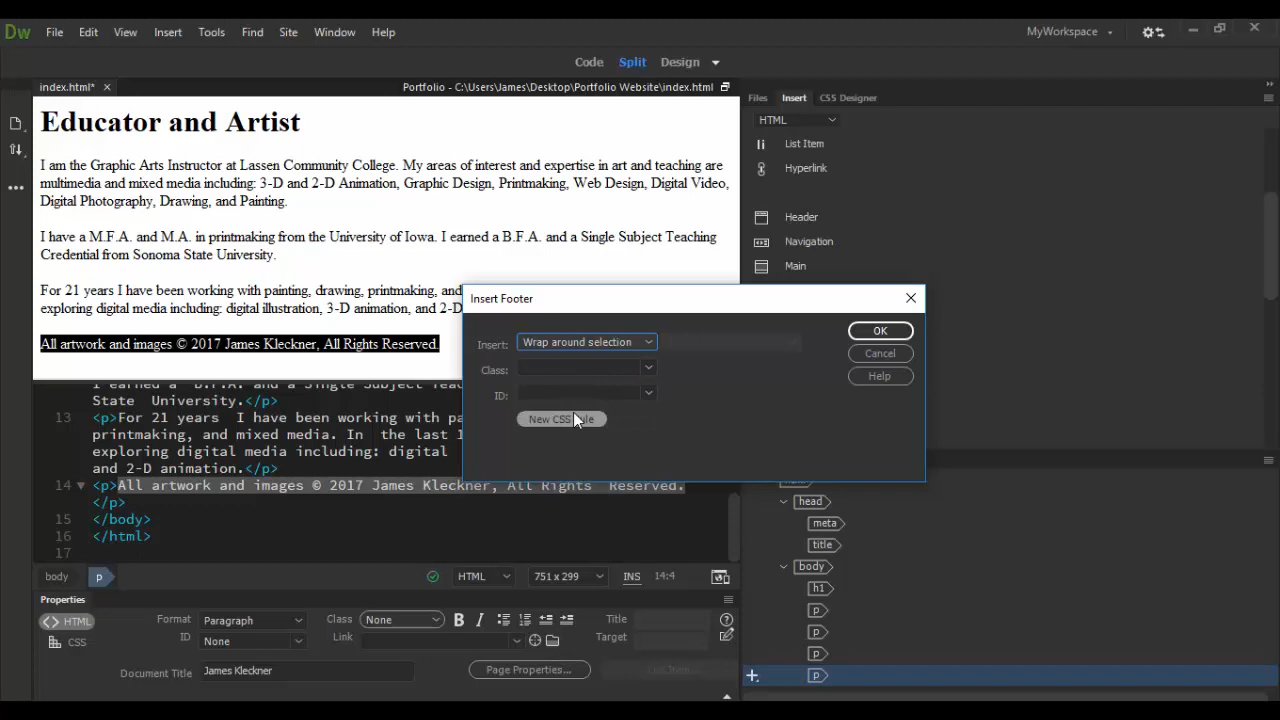 Dw File Edit View Insert Tools Find Site Window Help MyWorkspace
Code Split Design
index.html* Portfolio - C:\Users\James\Desktop\Portfolio Website\index.html
Files Insert CSS Designer
HTML
List Item
Hyperlink
Header
Navigation
Main
Educator and Artist
I am the Graphic Arts Instructor at Lassen Community College. My areas of interest and expertise in art and teaching are
multimedia and mixed media including: 3-D and 2-D Animation, Graphic Design, Printmaking, Web Design, Digital Video,
Digital Photography, Drawing, and Painting.
I have a M.F.A. and M.A. in printmaking from the University of Iowa. I earned a B.F.A. and a Single Subject Teaching
Credential from Sonoma State University.
For 21 years I have been working with painting, drawing, printmaking, and
exploring digital media including: digital illustration, 3-D animation, and 2-D
All artwork and images © 2017 James Kleckner, All Rights Reserved.
Insert Footer
Insert: Wrap around selection
Class:
ID:
New CSS
OK
Cancel
Help
I earned a B.F.A. and a Single Subject
State University.</p>
13 <p>For 21 years I have been working with
printmaking, and mixed media. In the last
exploring digital media including: digital
and 2-D animation.</p>
14 <p>All artwork and images © 2017 James Kleckner, All Rights Reserved.
</p>
15 </body>
16 </html>
17
body p HTML 751 x 299 INS 14:4
head
meta
title
body
h1
p
p
p
p
Properties
HTML
CSS
Format Paragraph Class None B I Title
ID None Link Target
Document Title James Kleckner Page Properties... List Item...